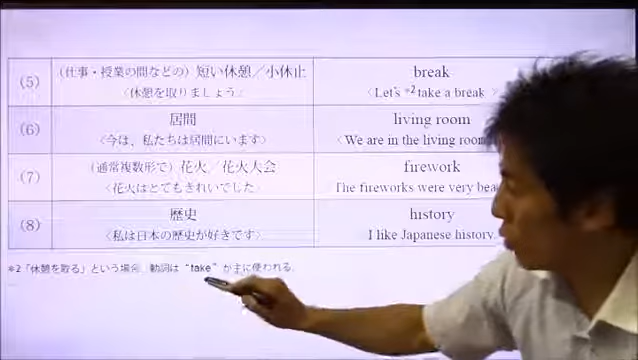 (5) (仕事・授業の間などの) 短い休憩／小休止 break
〈休憩を取りましょう〉 〈Let's *2 take a break 〉
(6) 居間 living room
〈今は、私たちは居間にいます〉 〈We are in the living room
(7) (通常複数形で) 花火／花火大会 firework
〈花火はとてもきれいでした〉 The fireworks were very
(8) 歴史 history
〈私は日本の歴史が好きです〉 I like Japanese history.
*2「休憩を取る」という場合、動詞は “take” が主に使われる。